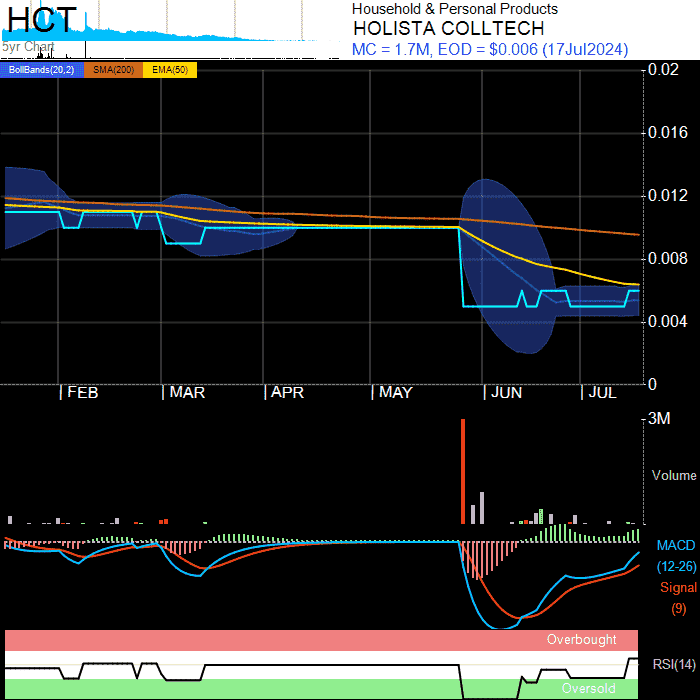 HCT
5yr Chart
Household & Personal Products
HOLISTA COLLTECH
MC = 1.7M, EOD = $0.006 (17Jul2024)
BollBands(20,2) SMA(200) EMA(50)
0.02
0.016
0.012
0.008
0.004
0
FEB MAR APR MAY JUN JUL
3M
Volume
MACD
(12-26)
Signal
(9)
Overbought
RSI(14)
Oversold